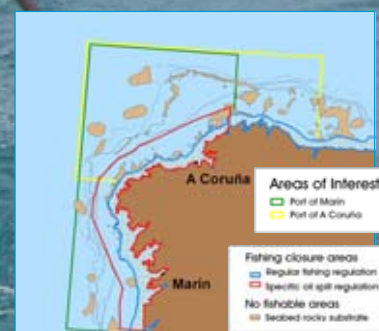 A Coruña
Marín
Areas of Interest
Port of Marín
Port of A Coruña
Fishing closure areas
Regular fishing regulation
Specific oil spill regulation
No fishable areas
Seabed rocky substrate